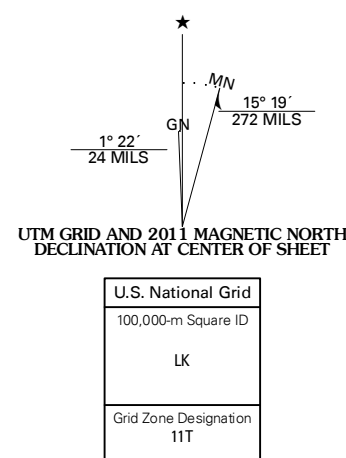 ★
MN
15° 19´
272 MILS
GN
1° 22´
24 MILS
UTM GRID AND 2011 MAGNETIC NORTH
DECLINATION AT CENTER OF SHEET
U.S. National Grid
100,000-m Square ID
LK
Grid Zone Designation
11T